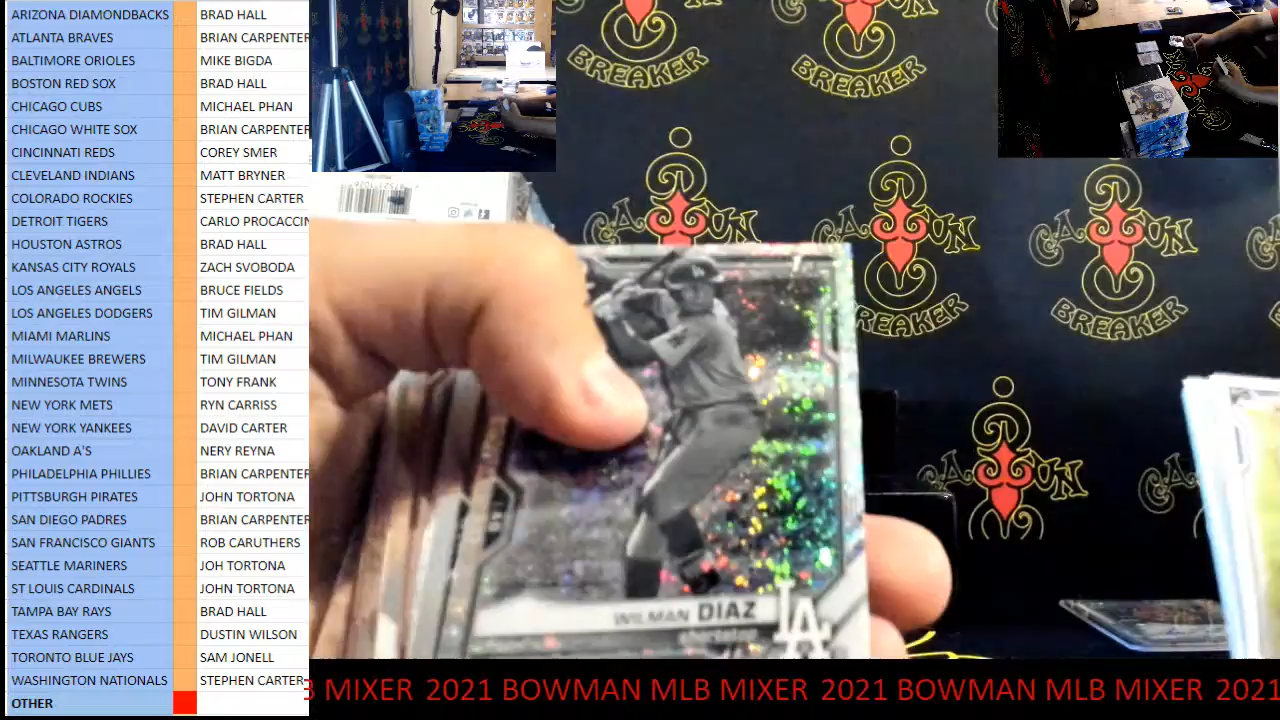 ARIZONA DIAMONDBACKS BRAD HALL
ATLANTA BRAVES BRIAN CARPENTER
BALTIMORE ORIOLES MIKE BIGDA
BOSTON RED SOX BRAD HALL
CHICAGO CUBS MICHAEL PHAN
CHICAGO WHITE SOX BRIAN CARPENTER
CINCINNATI REDS COREY SMER
CLEVELAND INDIANS MATT BRYNER
COLORADO ROCKIES STEPHEN CARTER
DETROIT TIGERS CARLO PROCACCIN
HOUSTON ASTROS BRAD HALL
KANSAS CITY ROYALS ZACH SVOBODA
LOS ANGELES ANGELS BRUCE FIELDS
LOS ANGELES DODGERS TIM GILMAN
MIAMI MARLINS MICHAEL PHAN
MILWAUKEE BREWERS TIM GILMAN
MINNESOTA TWINS TONY FRANK
NEW YORK METS RYN CARRISS
NEW YORK YANKEES DAVID CARTER
OAKLAND A'S NERY REYNA
PHILADELPHIA PHILLIES BRIAN CARPENTER
PITTSBURGH PIRATES JOHN TORTONA
SAN DIEGO PADRES BRIAN CARPENTER
SAN FRANCISCO GIANTS ROB CARUTHERS
SEATTLE MARINERS JOH TORTONA
ST LOUIS CARDINALS JOHN TORTONA
TAMPA BAY RAYS BRAD HALL
TEXAS RANGERS DUSTIN WILSON
TORONTO BLUE JAYS SAM JONELL
WASHINGTON NATIONALS STEPHEN CARTER
OTHER
BREAKER
BREAKER
CAJUN
CAJUN
CAJUN
BREAKER
BREAKER
CAJUN
WILMAN DIAZ
shortstop
LA
MIXER 2021 BOWMAN MLB MIXER 2021 BOWMAN MLB MIXER 2021